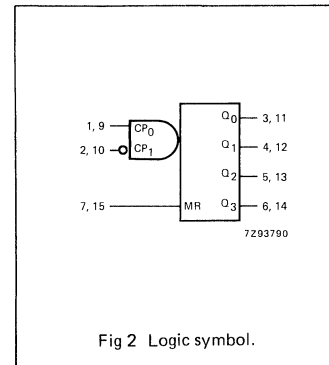 1, 9 CP0 Q0 3, 11
2, 10 CP1 Q1 4, 12
Q2 5, 13
7, 15 MR Q3 6, 14
7Z93790
Fig 2 Logic symbol.